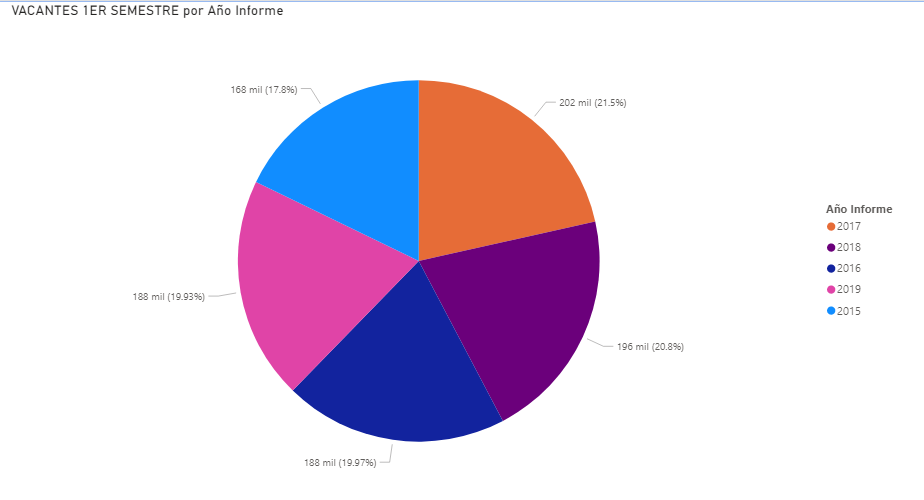 VACANTES 1ER SEMESTRE por Año Informe
168 mil (17.8%)
202 mil (21.5%)
188 mil (19.93%)
196 mil (20.8%)
188 mil (19.97%)
Año Informe
2017
2018
2016
2019
2015